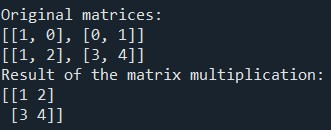 Original matrices:
[[1, 0], [0, 1]]
[[1, 2], [3, 4]]
Result of the matrix multiplication:
[[1 2]
 [3 4]]